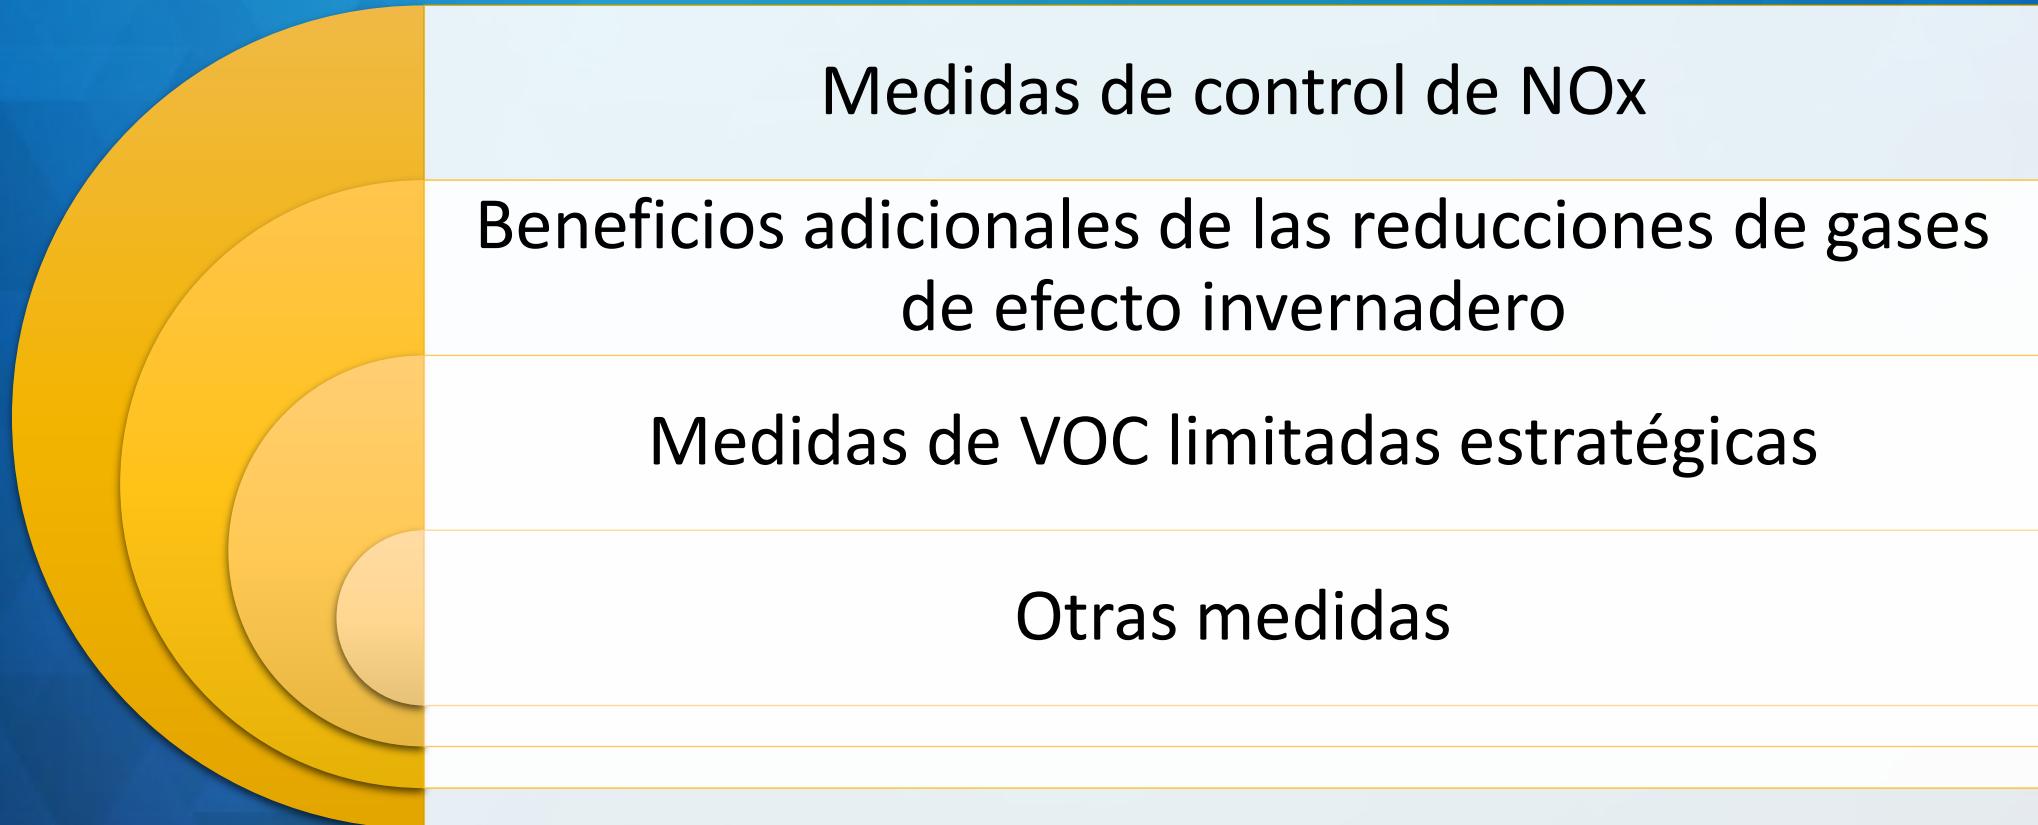 Medidas de control de NOx
Beneficios adicionales de las reducciones de gases
de efecto invernadero
Medidas de VOC limitadas estratégicas
Otras medidas